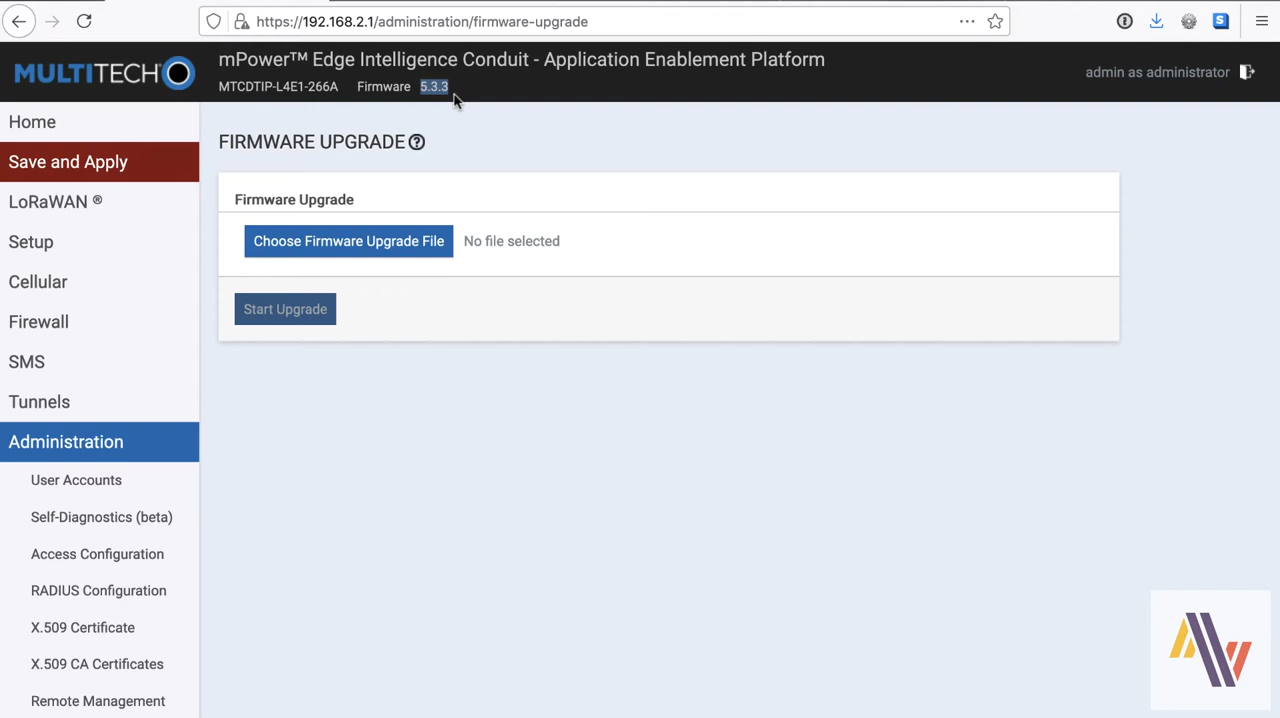 https://192.168.2.1/administration/firmware-upgrade
S
MULTITECH
mPower™ Edge Intelligence Conduit - Application Enablement Platform
MTCDTIP-L4E1-266A Firmware 5.3.3
admin as administrator
Home
Save and Apply
LoRaWAN ®
Setup
Cellular
Firewall
SMS
Tunnels
Administration
User Accounts
Self-Diagnostics (beta)
Access Configuration
RADIUS Configuration
X.509 Certificate
X.509 CA Certificates
Remote Management
FIRMWARE UPGRADE
Firmware Upgrade
Choose Firmware Upgrade File No file selected
Start Upgrade